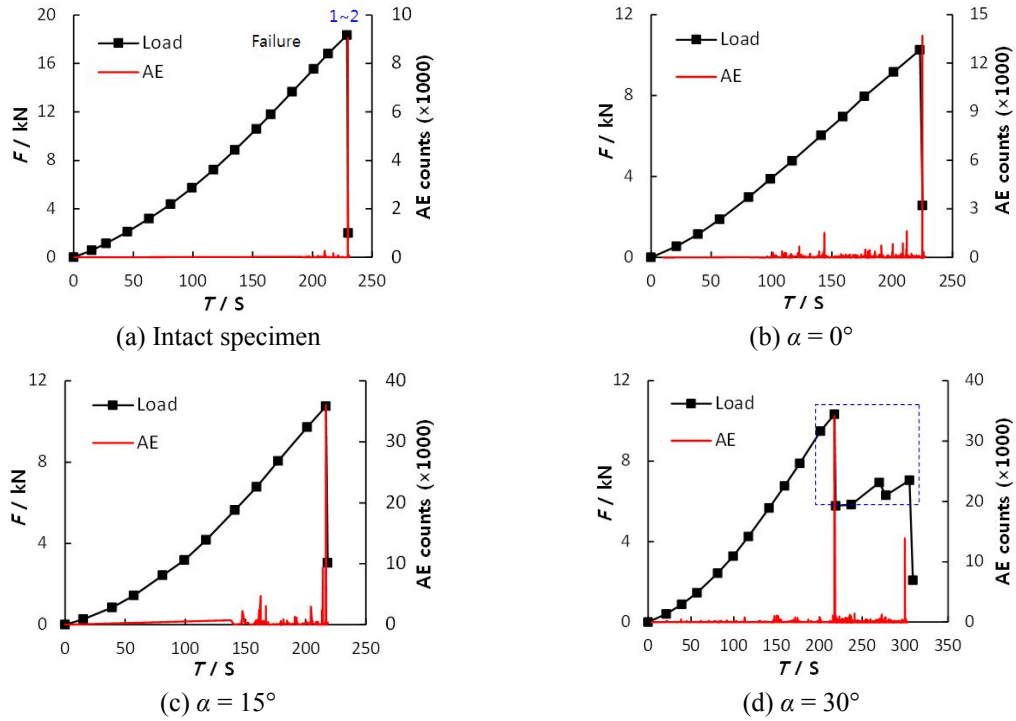 1~2
Failure
Load
AE
20
16
12
8
4
0
10
8
6
4
2
0
0 50 100 150 200 250
F / kN
AE counts (×1000)
T / S
(a) Intact specimen
Load
AE
12
8
4
0
15
12
9
6
3
0
0 50 100 150 200 250
F / kN
AE counts (×1000)
T / S
(b) α = 0°
Load
AE
12
9
6
4
0
40
30
20
10
0
0 50 100 150 200 250
F / kN
AE counts (×1000)
T / S
(c) α = 15°
Load
AE
12
8
4
0
40
30
20
10
0
0 50 100 150 200 250 300 350
F / kN
AE counts (×1000)
T / S
(d) α = 30°